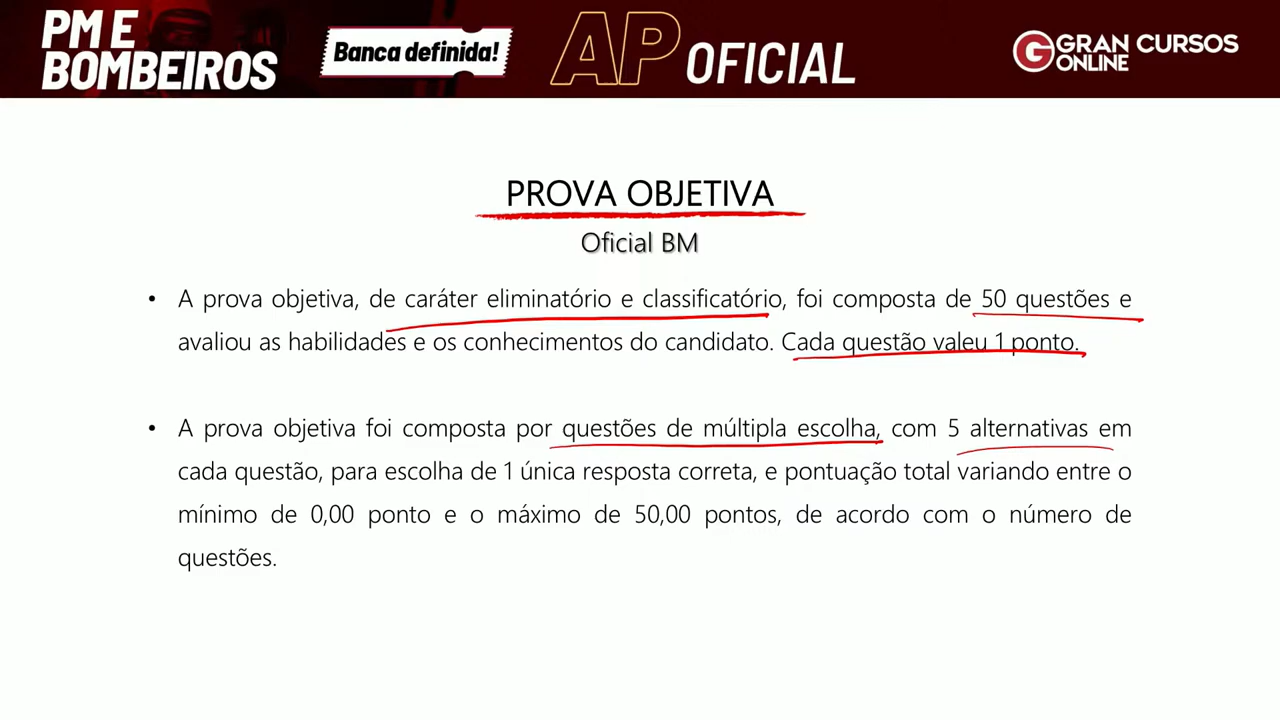 PM E
BOMBEIROS
Banca definida!
AP OFICIAL
G GRAN CURSOS
ONLINE
PROVA OBJETIVA
Oficial BM
• A prova objetiva, de caráter eliminatório e classificatório, foi composta de 50 questões e
avaliou as habilidades e os conhecimentos do candidato. Cada questão valeu 1 ponto.
• A prova objetiva foi composta por questões de múltipla escolha, com 5 alternativas em
cada questão, para escolha de 1 única resposta correta, e pontuação total variando entre o
mínimo de 0,00 ponto e o máximo de 50,00 pontos, de acordo com o número de
questões.